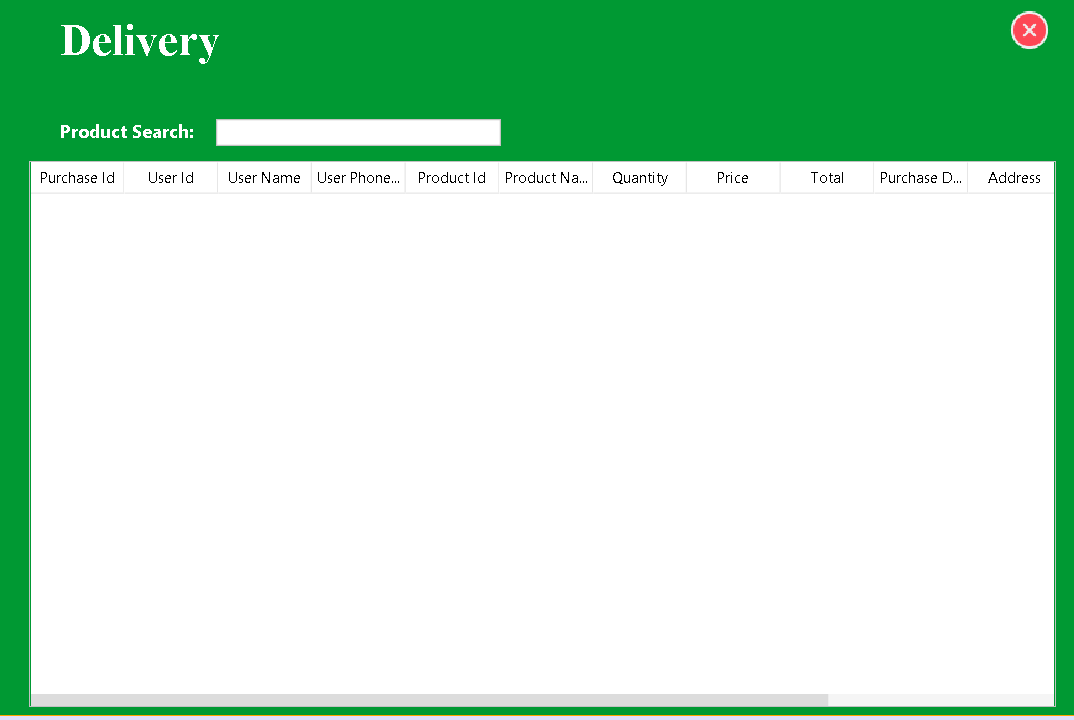 Delivery
Product Search:
Purchase Id User Id User Name User Phone... Product Id Product Na... Quantity Price Total Purchase D... Address